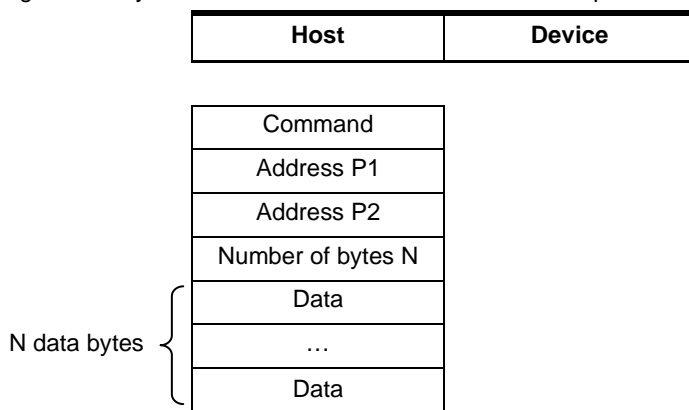 Host Device
Command
Address P1
Address P2
Number of bytes N
Data
N data bytes …
Data